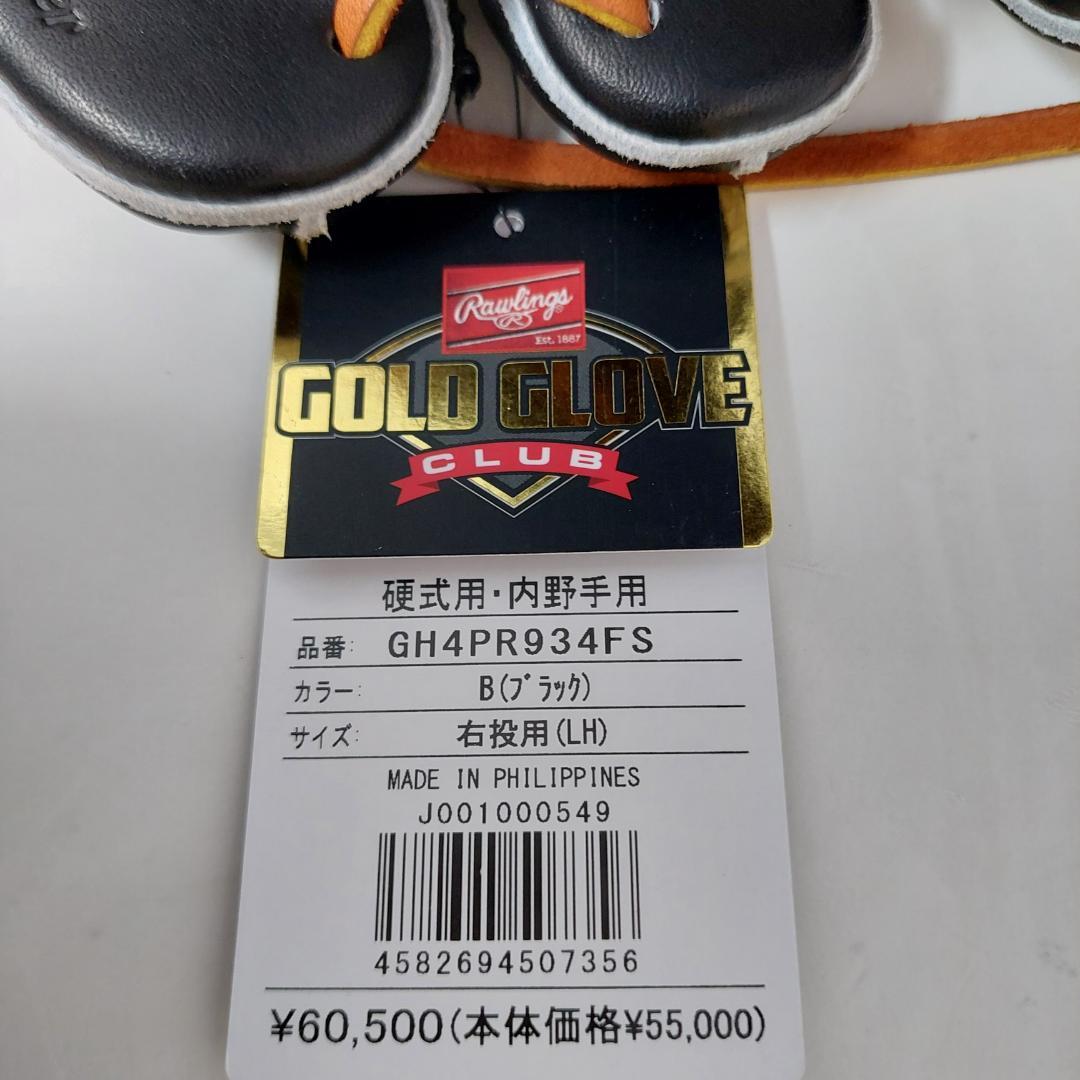 Rawlings
R
Est. 1887
GOLD GLOVE
CLUB
硬式用・内野手用
品番: GH4PR934FS
カラー: B(ﾌﾞﾗｯｸ)
サイズ: 右投用(LH)
MADE IN PHILIPPINES
J001000549
4582694507356
¥60,500(本体価格¥55,000)